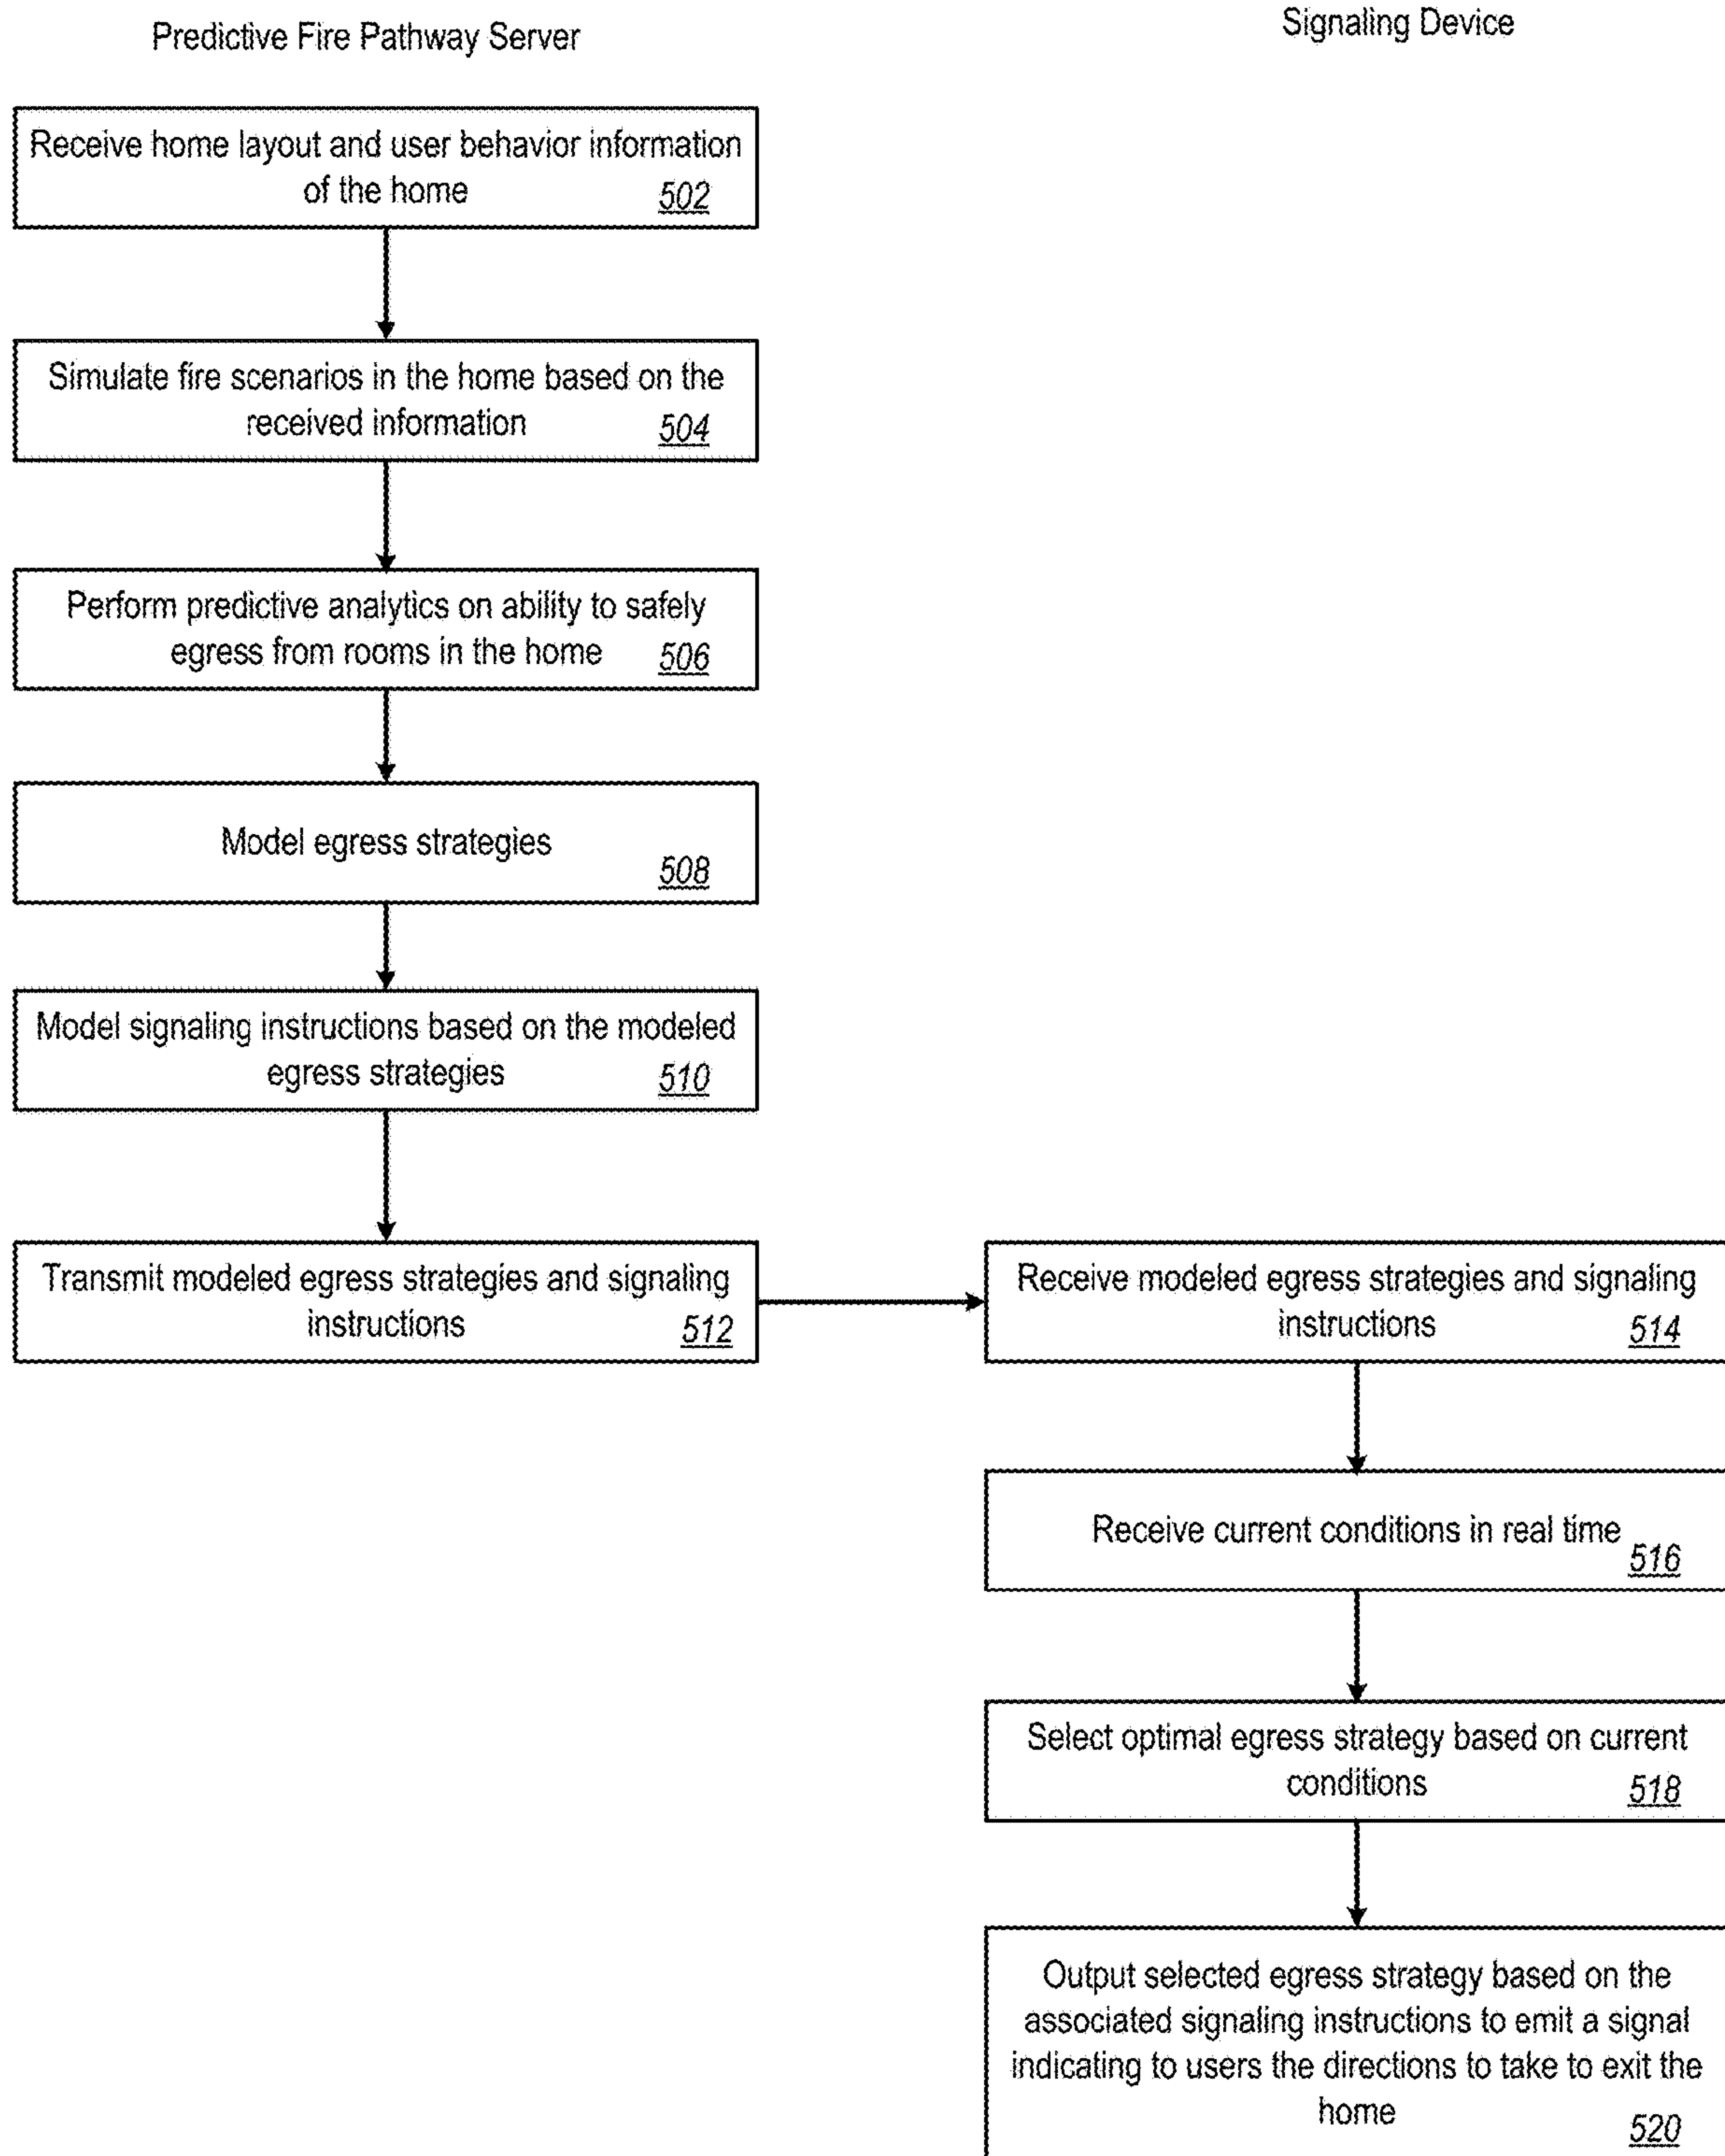 Predictive Fire Pathway Server
Signaling Device
Receive home layout and user behavior information
of the home
502
Simulate fire scenarios in the home based on the
received information
504
Perform predictive analytics on ability to safely
egress from rooms in the home
506
Model egress strategies
508
Model signaling instructions based on the modeled
egress strategies
510
Transmit modeled egress strategies and signaling
instructions
512
Receive modeled egress strategies and signaling
instructions
514
Receive current conditions in real time
516
Select optimal egress strategy based on current
conditions
518
Output selected egress strategy based on the
associated signaling instructions to emit a signal
indicating to users the directions to take to exit the
home
520